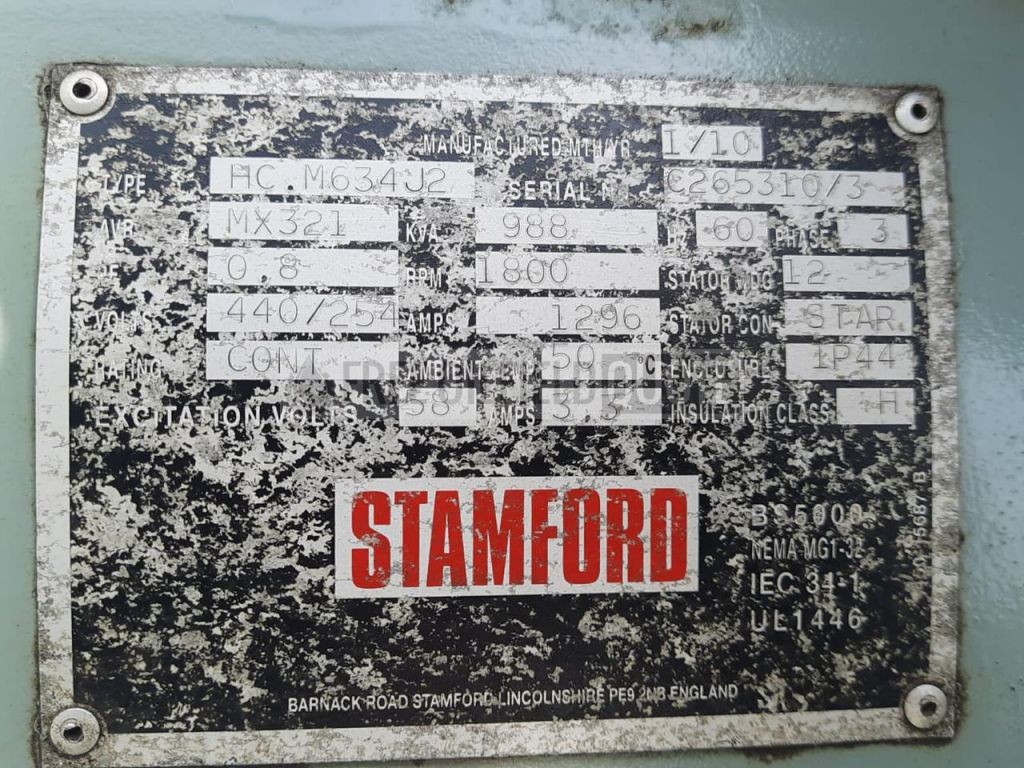 MANUFACTURED MTH/YR 1/10
TYPE HC.M634J2 SERIAL N C265310/3
AVR MX321 KVA 988 HZ 60 PHASE 3
PF 0.8 RPM 1800 STATOR WDG 12
VOLTS 440/254 AMPS 1296 STATOR CON STAR
RATING CONT AMBIENT TEMP 50 °C ENCLOSURE IP44
EXCITATION VOLTS 58 AMPS 3.3 INSULATION CLASS H
STAMFORD
BS5000
NEMA MG1-32
IEC 34-1
UL1446
BARNACK ROAD STAMFORD LINCOLNSHIRE PE9 2NB ENGLAND